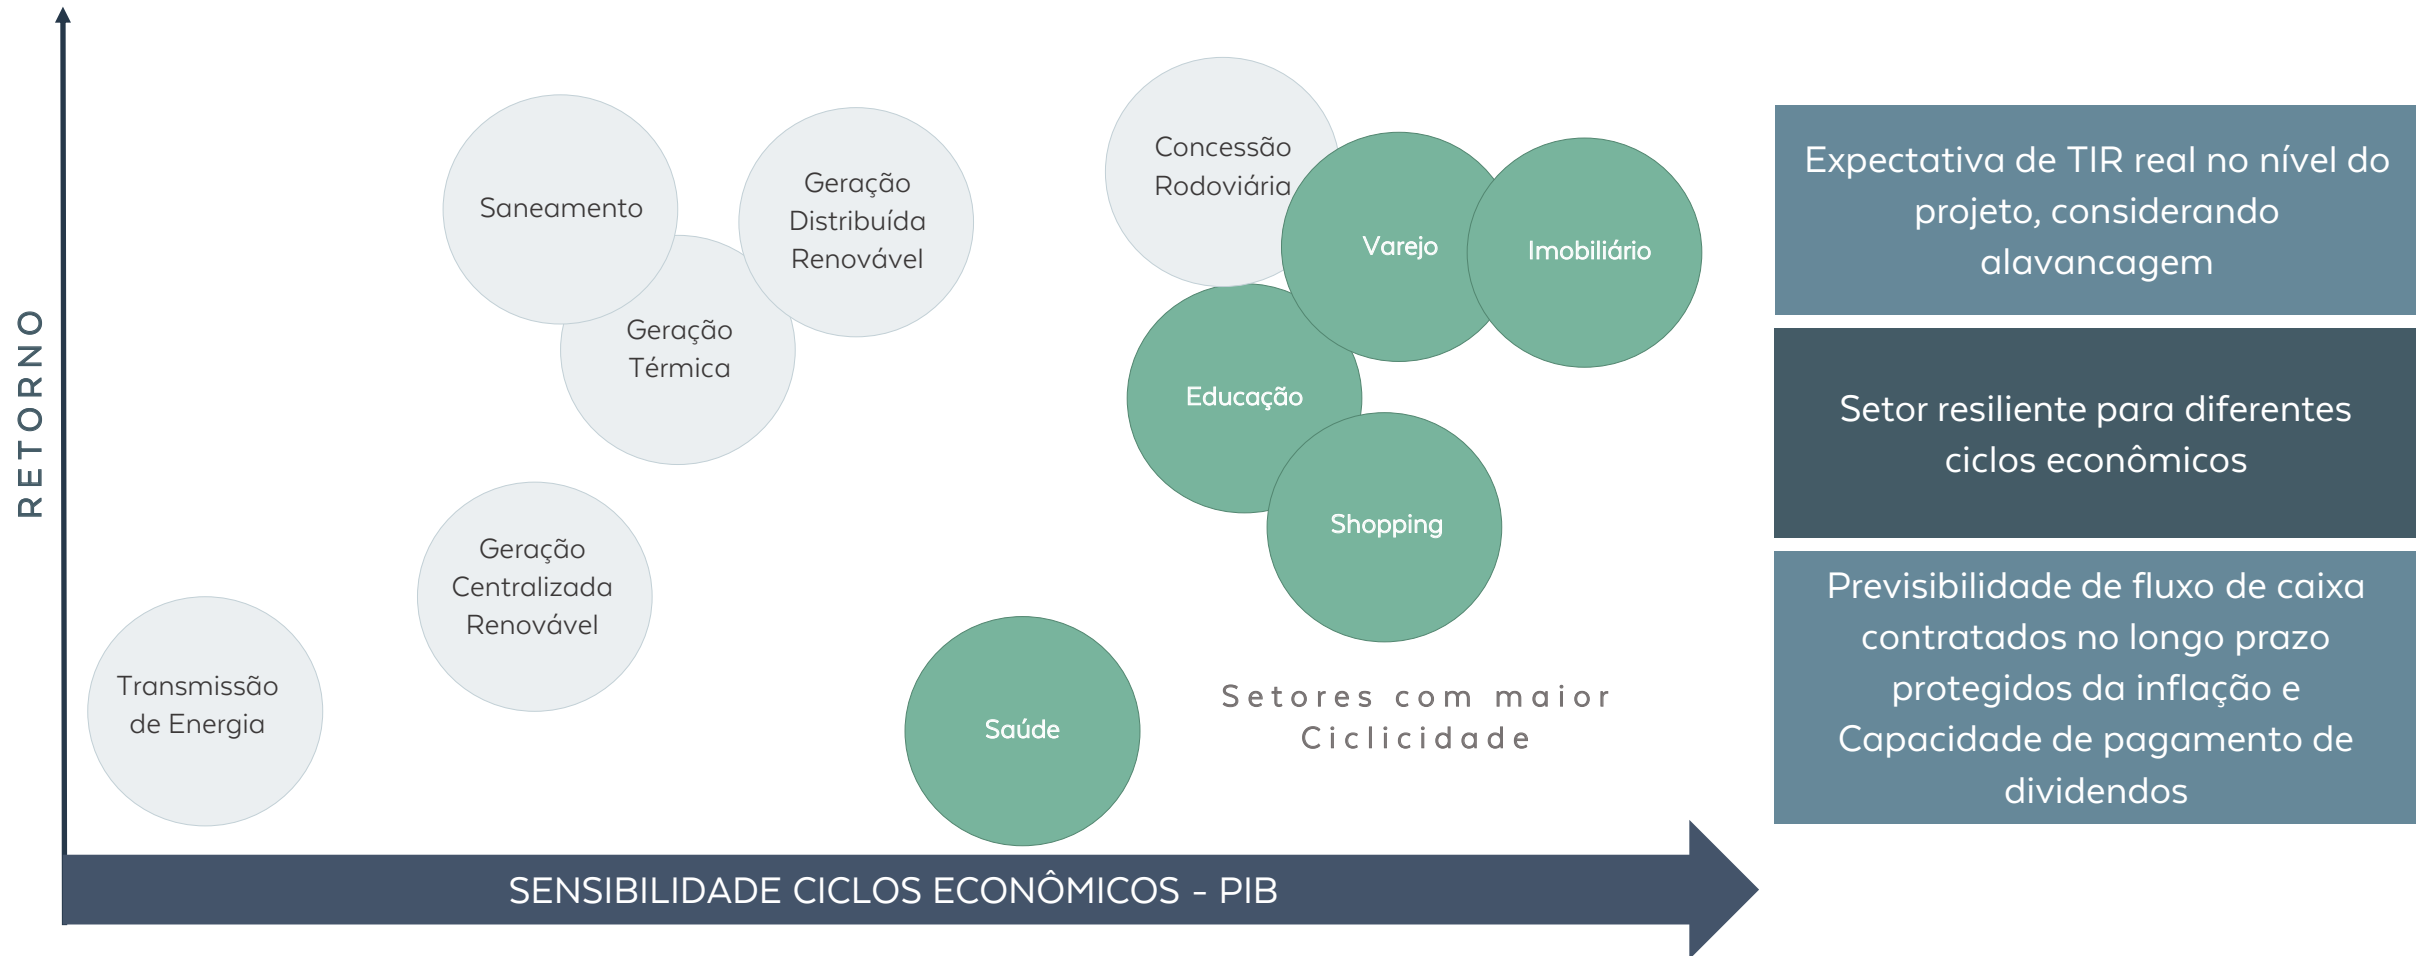 RETORNO
Saneamento
Geração
Distribuída
Renovável
Geração
Térmica
Geração
Centralizada
Renovável
Transmissão
de Energia
Concessão
Rodoviária
Varejo
Imobiliário
Educação
Shopping
Saúde
Setores com maior
Ciclicidade
SENSIBILIDADE CICLOS ECONÔMICOS - PIB
Expectativa de TIR real no nível do
projeto, considerando
alavancagem
Setor resiliente para diferentes
ciclos econômicos
Previsibilidade de fluxo de caixa
contratados no longo prazo
protegidos da inflação e
Capacidade de pagamento de
dividendos